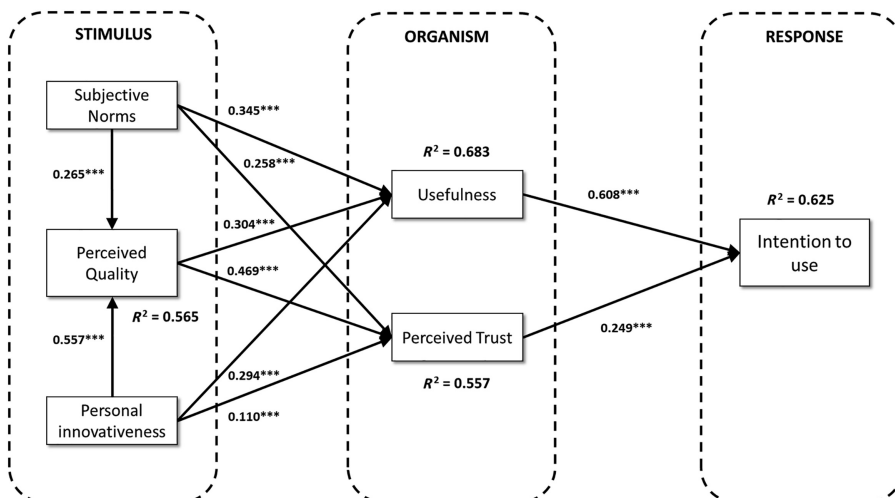 STIMULUS
ORGANISM
RESPONSE
Subjective
Norms
0.345***
0.258***
R² = 0.683
0.265***
Usefulness
0.608***
R² = 0.625
0.304***
Perceived
Quality
0.469***
Intention to
use
R² = 0.565
0.557***
Perceived Trust
0.249***
0.294***
R² = 0.557
Personal
innovativeness
0.110***